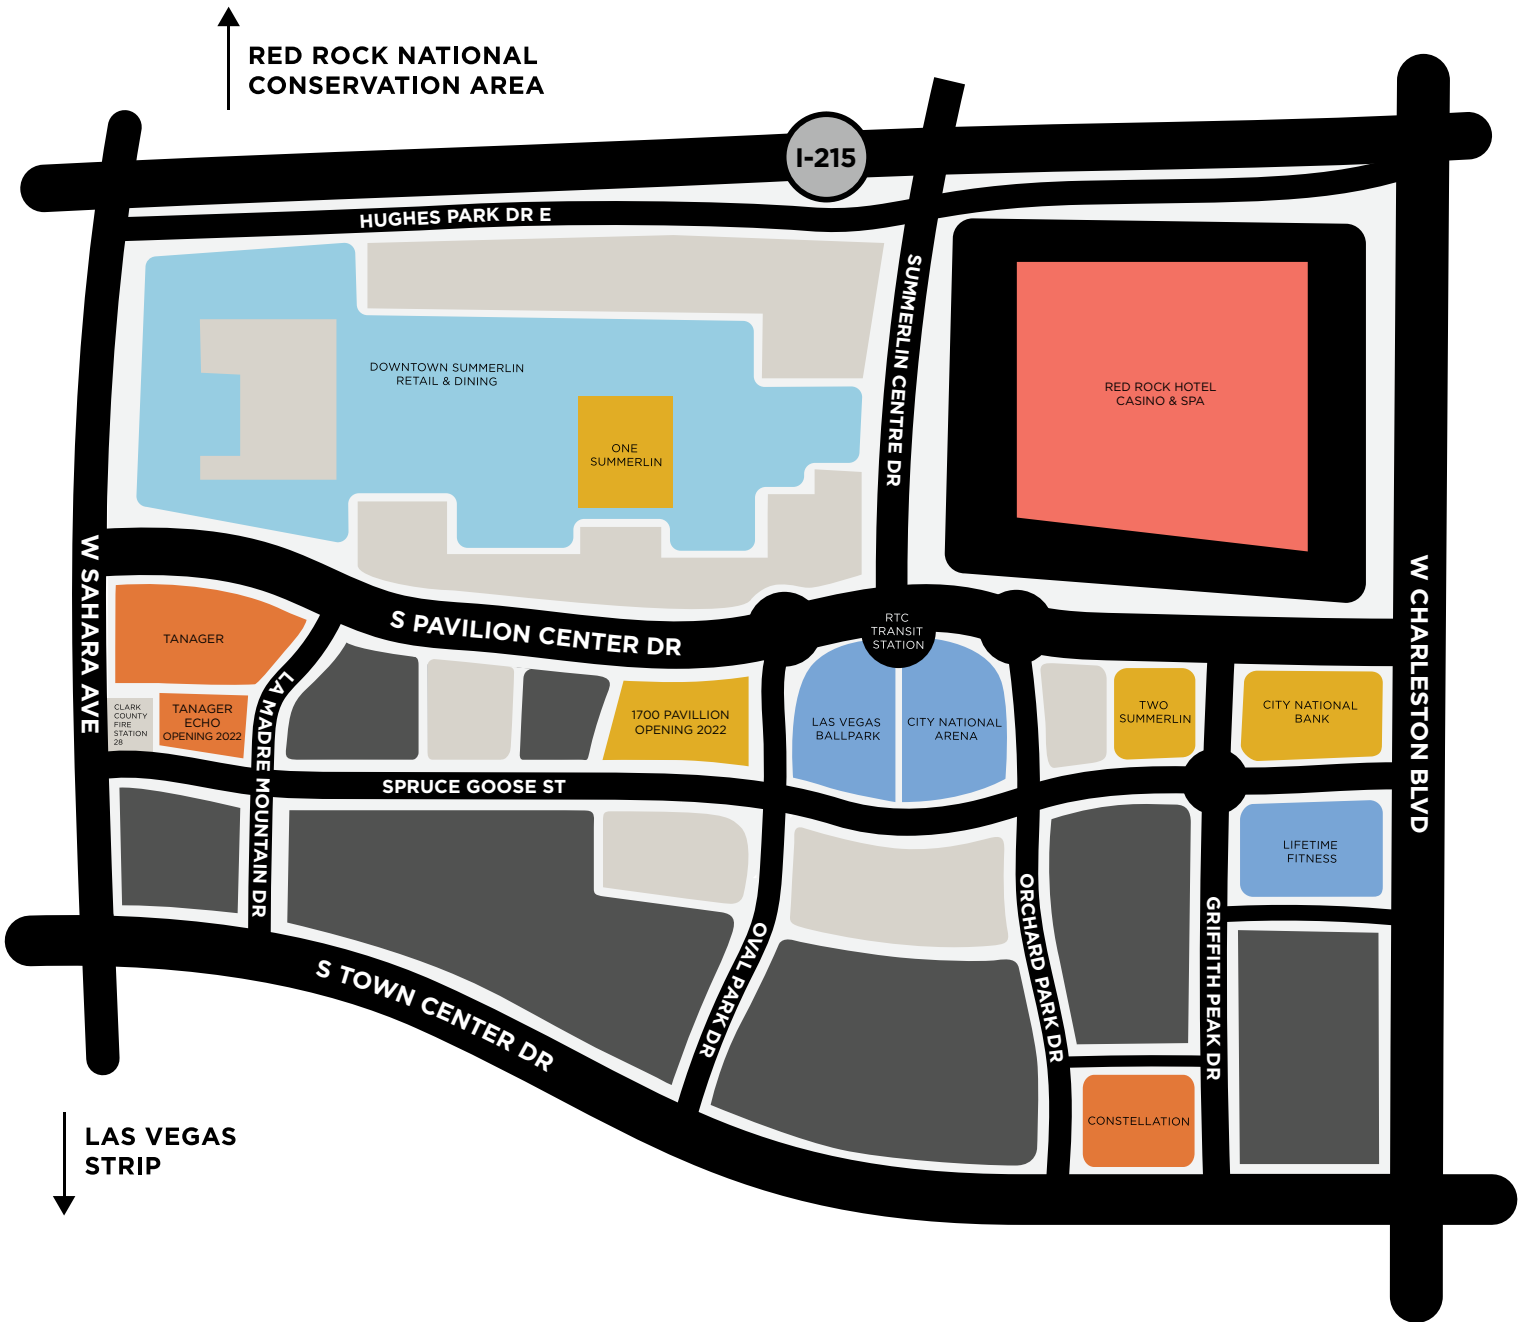 RED ROCK NATIONAL
CONSERVATION AREA
I-215
HUGHES PARK DR E
SUMMERLIN CENTRE DR
DOWNTOWN SUMMERLIN
RETAIL & DINING
RED ROCK HOTEL
CASINO & SPA
ONE
SUMMERLIN
W SAHARA AVE
W CHARLESTON BLVD
S PAVILION CENTER DR
RTC
TRANSIT
STATION
TANAGER
LA MADRE MOUNTAIN DR
CLARK
COUNTY
FIRE
STATION
28
TANAGER
ECHO
OPENING 2022
1700 PAVILLION
OPENING 2022
LAS VEGAS
BALLPARK
CITY NATIONAL
ARENA
TWO
SUMMERLIN
CITY NATIONAL
BANK
SPRUCE GOOSE ST
LIFETIME
FITNESS
OVAL PARK DR
ORCHARD PARK DR
GRIFFITH PEAK DR
S TOWN CENTER DR
CONSTELLATION
LAS VEGAS
STRIP